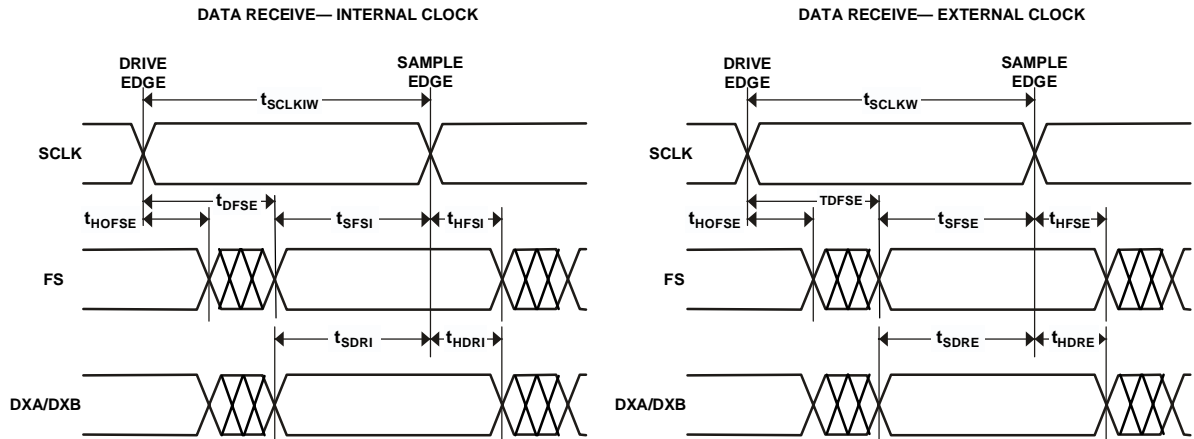 DATA RECEIVE— INTERNAL CLOCK
DRIVE EDGE
SAMPLE EDGE
tSCLKIW
SCLK
tDFSE
tHOFSE
tSFSI
tHFSI
FS
tSDRI
tHDRI
DXA/DXB
DATA RECEIVE— EXTERNAL CLOCK
DRIVE EDGE
SAMPLE EDGE
tSCLKW
SCLK
TDFSE
tHOFSE
tSFSE
tHFSE
FS
tSDRE
tHDRE
DXA/DXB